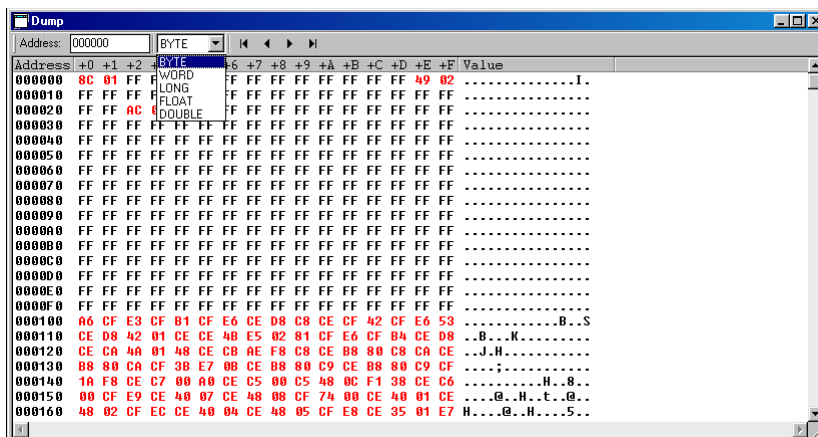 Dump
Address: 000000 BYTE
Address +0 +1 +2 +6 +7 +8 +9 +A +B +C +D +E +F Value
BYTE
WORD
LONG
FLOAT
DOUBLE
000000 8C 01 FF FF FF FF FF FF FF FF 49 02 ..............I.
000010 FF FF FF FF FF FF FF FF FF FF FF FF ................
000020 FF FF AC FF FF FF FF FF FF FF FF FF ................
000030 FF FF FF FF FF FF FF FF FF FF FF FF FF FF FF FF ................
000040 FF FF FF FF FF FF FF FF FF FF FF FF FF FF FF FF ................
000050 FF FF FF FF FF FF FF FF FF FF FF FF FF FF FF FF ................
000060 FF FF FF FF FF FF FF FF FF FF FF FF FF FF FF FF ................
000070 FF FF FF FF FF FF FF FF FF FF FF FF FF FF FF FF ................
000080 FF FF FF FF FF FF FF FF FF FF FF FF FF FF FF FF ................
000090 FF FF FF FF FF FF FF FF FF FF FF FF FF FF FF FF ................
0000A0 FF FF FF FF FF FF FF FF FF FF FF FF FF FF FF FF ................
0000B0 FF FF FF FF FF FF FF FF FF FF FF FF FF FF FF FF ................
0000C0 FF FF FF FF FF FF FF FF FF FF FF FF FF FF FF FF ................
0000D0 FF FF FF FF FF FF FF FF FF FF FF FF FF FF FF FF ................
0000E0 FF FF FF FF FF FF FF FF FF FF FF FF FF FF FF FF ................
0000F0 FF FF FF FF FF FF FF FF FF FF FF FF FF FF FF FF ................
000100 A6 CF E3 CF B1 CF E6 CE D8 C8 CE CF 42 CF E6 53 ............B..S
000110 CE D8 42 01 CE CE 4B E5 02 81 CF E6 CF B4 CE D8 ..B...K.........
000120 CE CA 4A 01 48 CE CB AE F8 C8 CE B8 80 C8 CA CE ..J.H...........
000130 B8 80 CA CF 3B E7 0B CE B8 80 C9 CE B8 80 C9 CF ....;...........
000140 1A F8 CE C7 00 A0 CE C5 00 C5 48 0C F1 38 CE C6 ..........H..8..
000150 00 CF E9 CE 40 07 CE 48 08 CF 74 00 CE 40 01 CE ....@..H..t..@..
000160 48 02 CF EC CE 40 04 CE 48 05 CF E8 CE 35 01 E7 H....@..H....5..